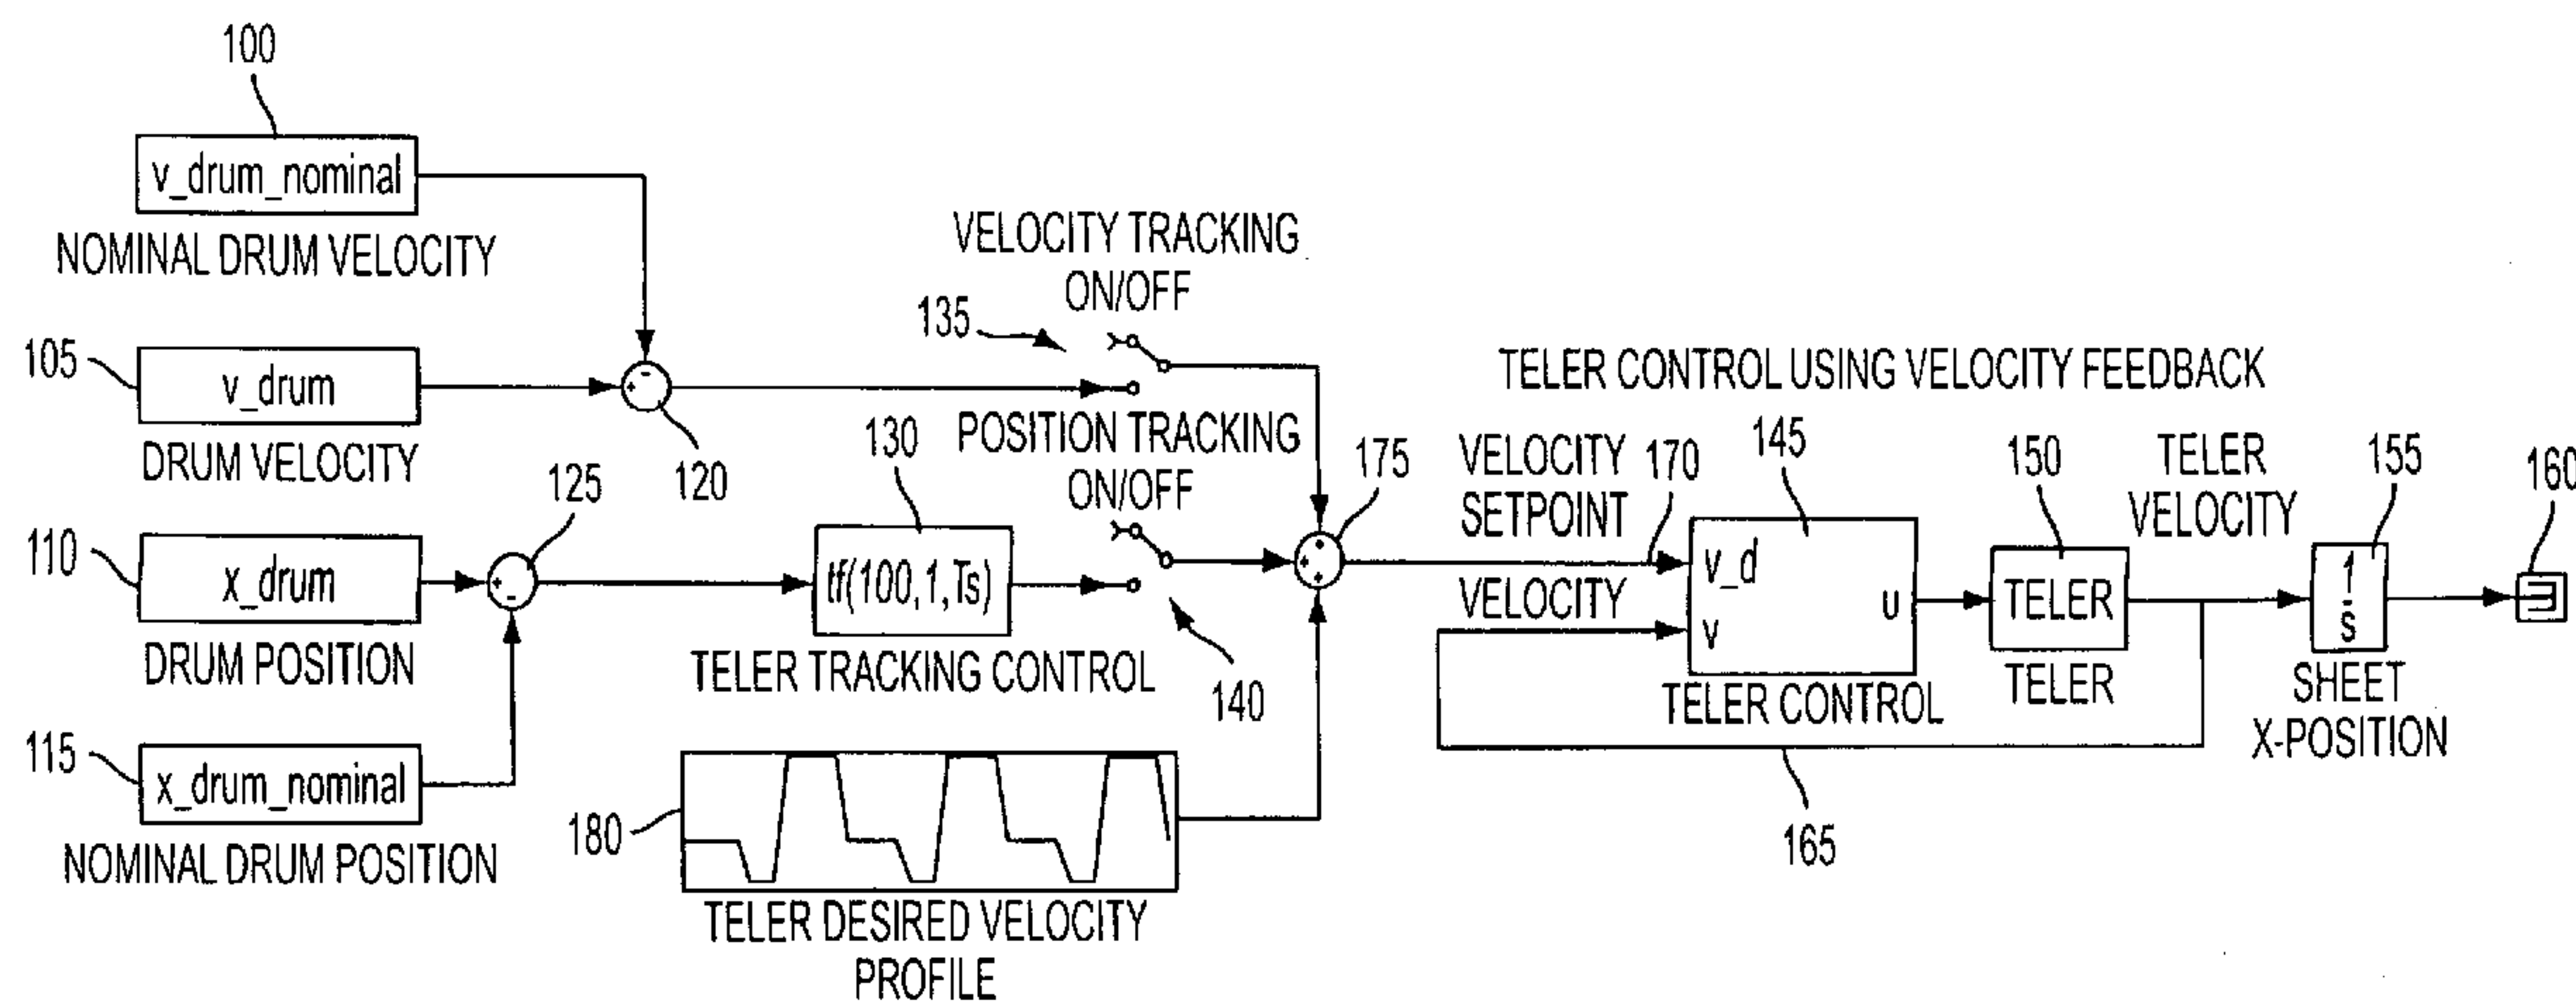 100
v_drum_nominal
NOMINAL DRUM VELOCITY
105
v_drum
DRUM VELOCITY
120
110
x_drum
DRUM POSITION
125
115
x_drum_nominal
NOMINAL DRUM POSITION
130
tf(100,1,Ts)
TELER TRACKING CONTROL
VELOCITY TRACKING
ON/OFF
135
POSITION TRACKING
ON/OFF
140
180
TELER DESIRED VELOCITY
PROFILE
175
TELER CONTROL USING VELOCITY FEEDBACK
VELOCITY
SETPOINT
170
VELOCITY
145
v_d
v
u
TELER CONTROL
150
TELER
TELER
TELER
VELOCITY
165
155
1
s
SHEET
X-POSITION
160